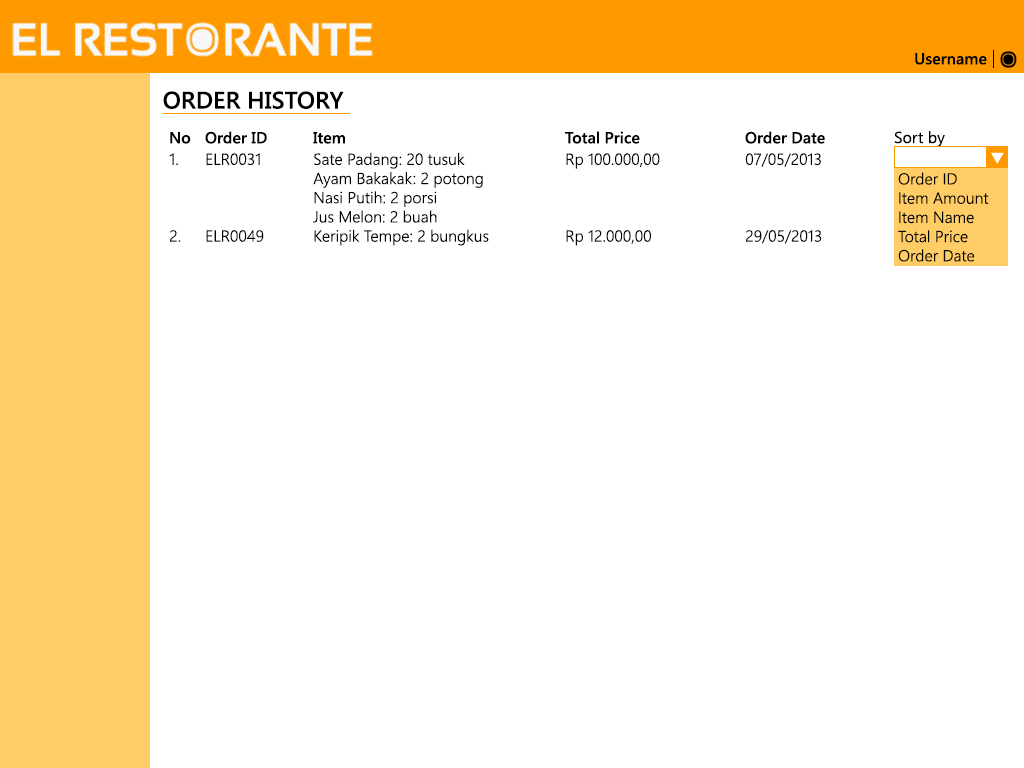 EL RESTORANTE
Username
ORDER HISTORY
No Order ID Item Total Price Order Date Sort by
1. ELR0031 Sate Padang: 20 tusuk Rp 100.000,00 07/05/2013
Ayam Bakakak: 2 potong Order ID
Nasi Putih: 2 porsi Item Amount
Jus Melon: 2 buah Item Name
2. ELR0049 Keripik Tempe: 2 bungkus Rp 12.000,00 29/05/2013 Total Price
Order Date